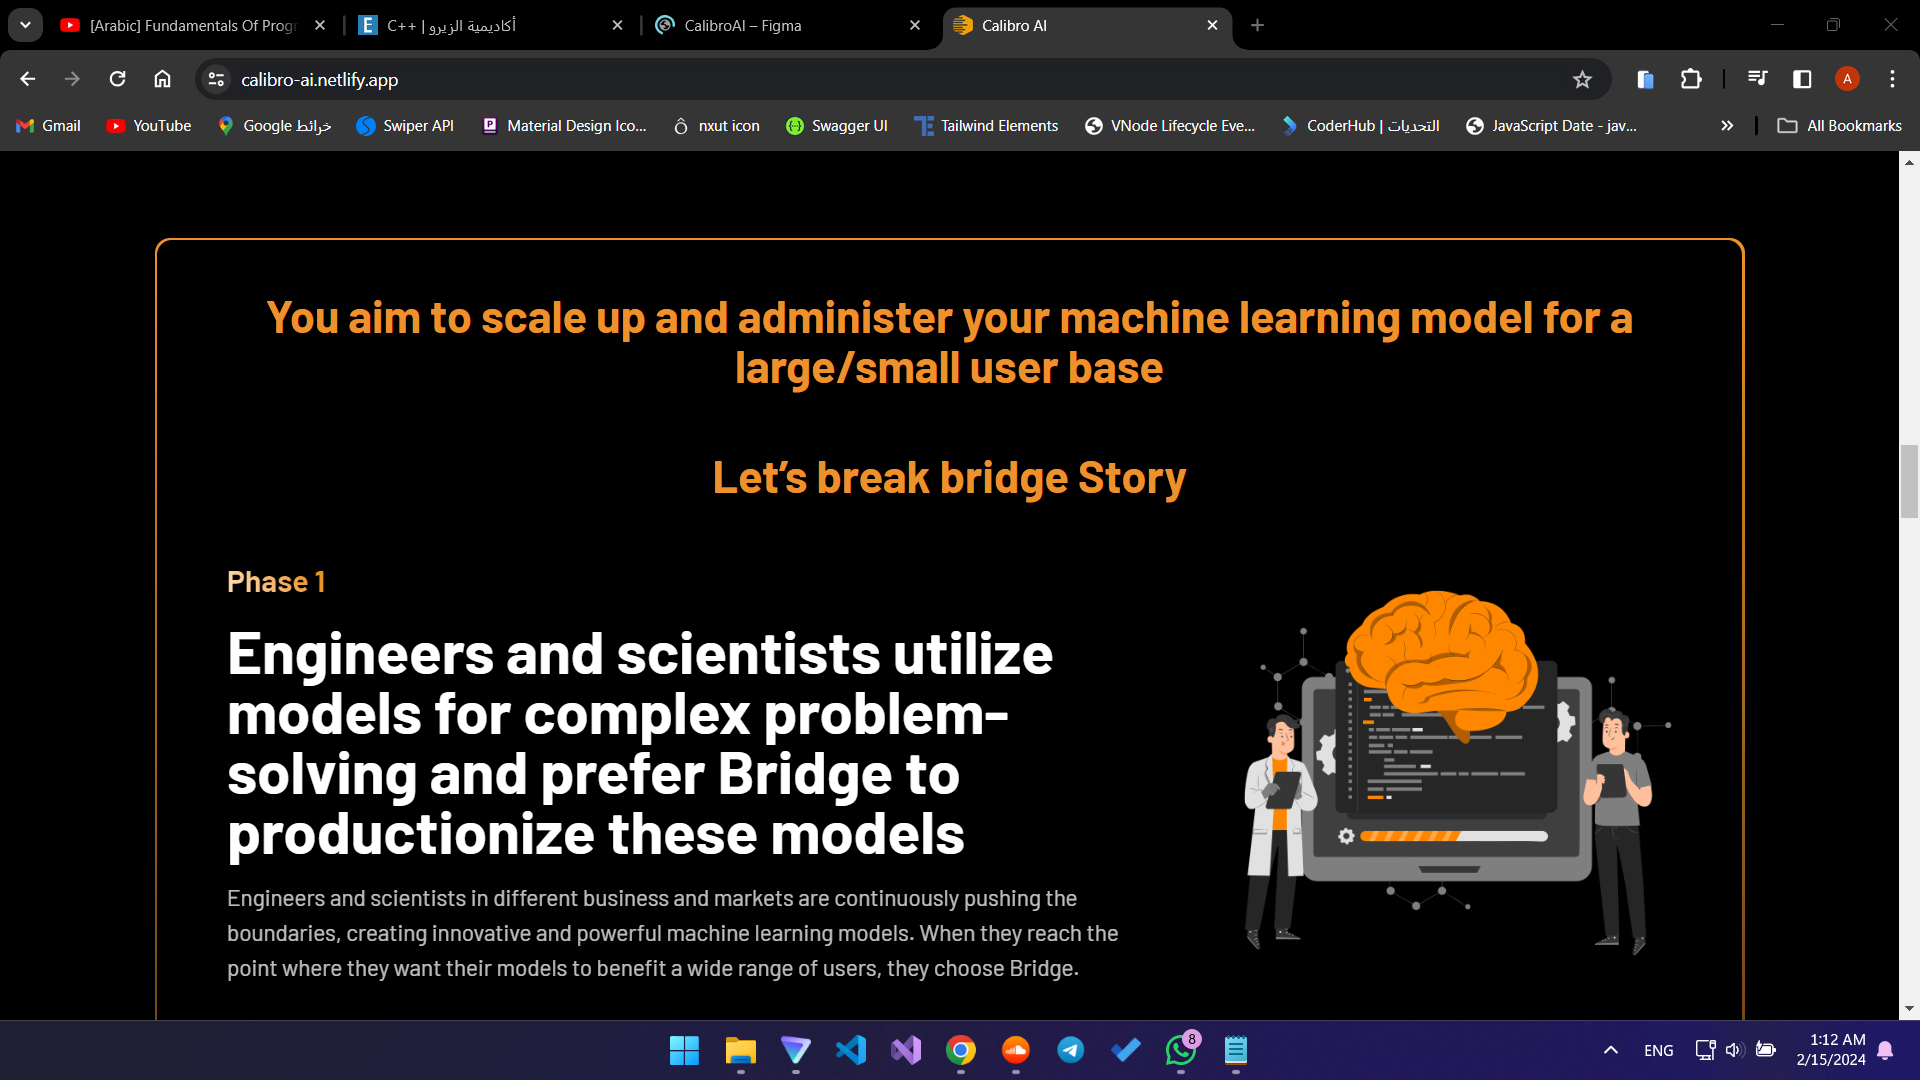 [Arabic] Fundamentals Of Progr
C++ | أكاديمية الزيرو
CalibroAI – Figma
Calibro AI
calibro-ai.netlify.app
A
Gmail
YouTube
Google خرائط
Swiper API
Material Design Ico...
nxut icon
Swagger UI
Tailwind Elements
VNode Lifecycle Eve...
CoderHub | التحديات
JavaScript Date - jav...
All Bookmarks
You aim to scale up and administer your machine learning model for a
large/small user base
Let’s break bridge Story
Phase 1
Engineers and scientists utilize
models for complex problem-
solving and prefer Bridge to
productionize these models
Engineers and scientists in different business and markets are continuously pushing the
boundaries, creating innovative and powerful machine learning models. When they reach the
point where they want their models to benefit a wide range of users, they choose Bridge.
8
ENG
1:12 AM
2/15/2024